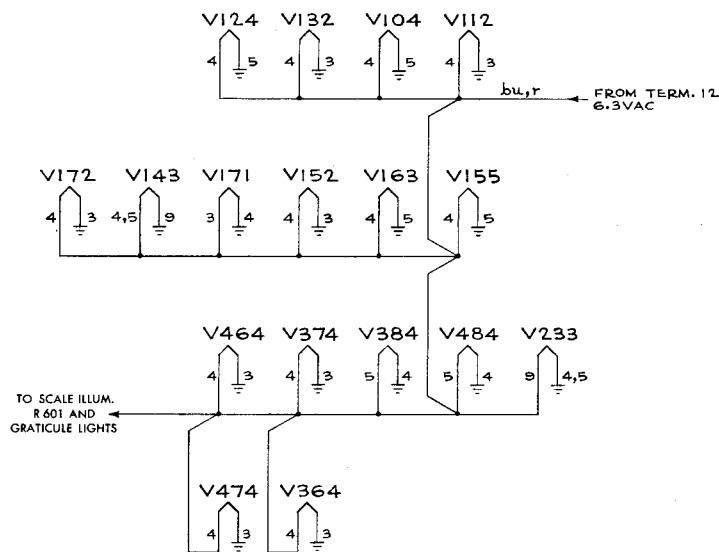 V124 V132 V104 V112
4 5 4 3 4 5 4 3
bu,r
FROM TERM. 12
6.3VAC
V172 V143 V171 V152 V163 V155
4 3 4,5 9 3 4 4 3 4 5 4 5
V464 V374 V384 V484 V233
4 3 4 3 5 4 5 4 9 4,5
TO SCALE ILLUM.
R601 AND
GRATICULE LIGHTS
V474 V364
4 3 4 3